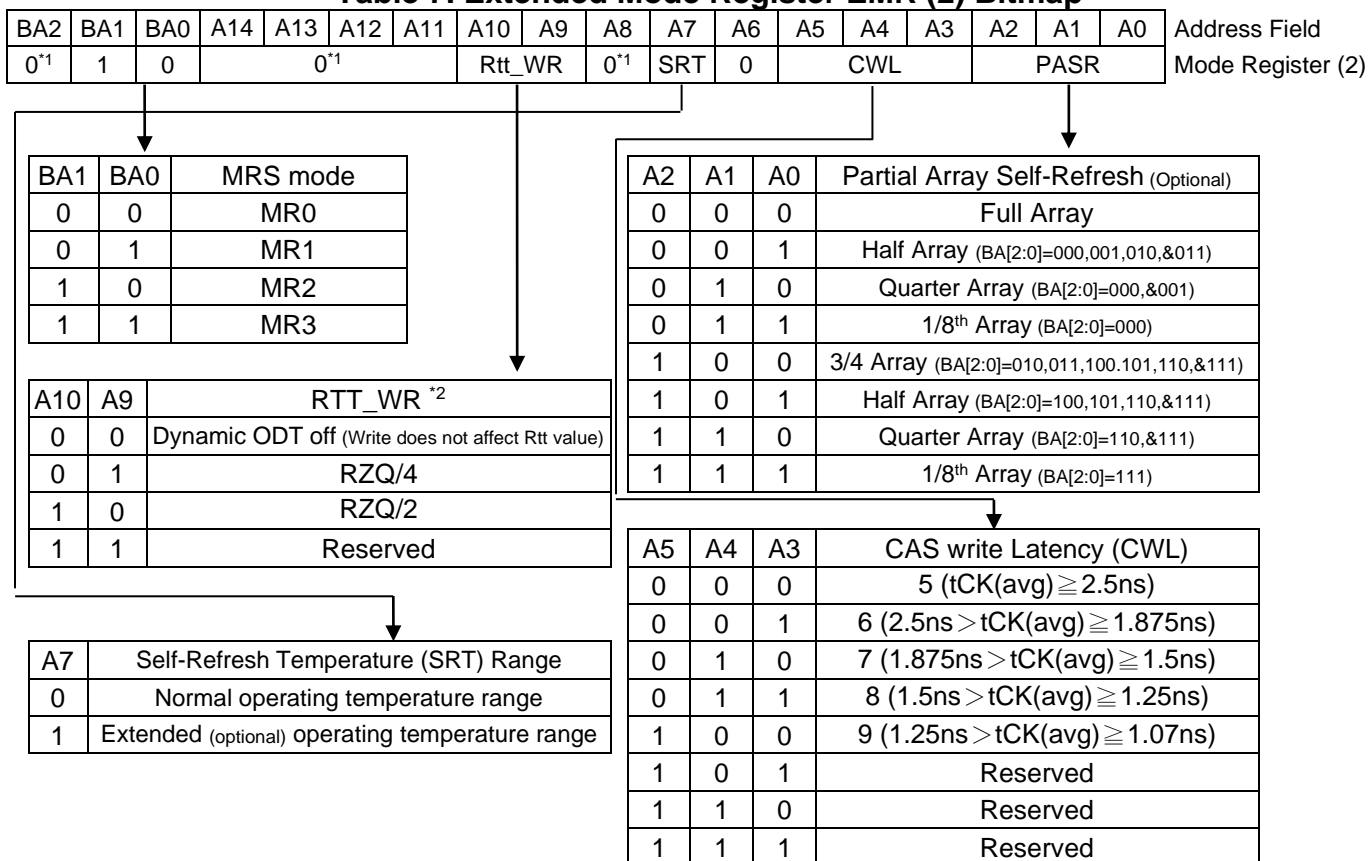 Extended Mode Register EMR (2) Bitmap
BA2 BA1 BA0 A14 A13 A12 A11 A10 A9 A8 A7 A6 A5 A4 A3 A2 A1 A0 Address Field
0*1 1 0 0*1 Rtt_WR 0*1 SRT 0 CWL PASR Mode Register (2)
BA1 BA0 MRS mode
0 0 MR0
0 1 MR1
1 0 MR2
1 1 MR3
A2 A1 A0 Partial Array Self-Refresh (Optional)
0 0 0 Full Array
0 0 1 Half Array (BA[2:0]=000,001,010,&011)
0 1 0 Quarter Array (BA[2:0]=000,&001)
0 1 1 1/8th Array (BA[2:0]=000)
1 0 0 3/4 Array (BA[2:0]=010,011,100.101,110,&111)
1 0 1 Half Array (BA[2:0]=100,101,110,&111)
1 1 0 Quarter Array (BA[2:0]=110,&111)
1 1 1 1/8th Array (BA[2:0]=111)
A10 A9 RTT_WR *2
0 0 Dynamic ODT off (Write does not affect Rtt value)
0 1 RZQ/4
1 0 RZQ/2
1 1 Reserved
A5 A4 A3 CAS write Latency (CWL)
0 0 0 5 (tCK(avg)≧2.5ns)
0 0 1 6 (2.5ns>tCK(avg)≧1.875ns)
0 1 0 7 (1.875ns>tCK(avg)≧1.5ns)
0 1 1 8 (1.5ns>tCK(avg)≧1.25ns)
1 0 0 9 (1.25ns>tCK(avg)≧1.07ns)
1 0 1 Reserved
1 1 0 Reserved
1 1 1 Reserved
A7 Self-Refresh Temperature (SRT) Range
0 Normal operating temperature range
1 Extended (optional) operating temperature range